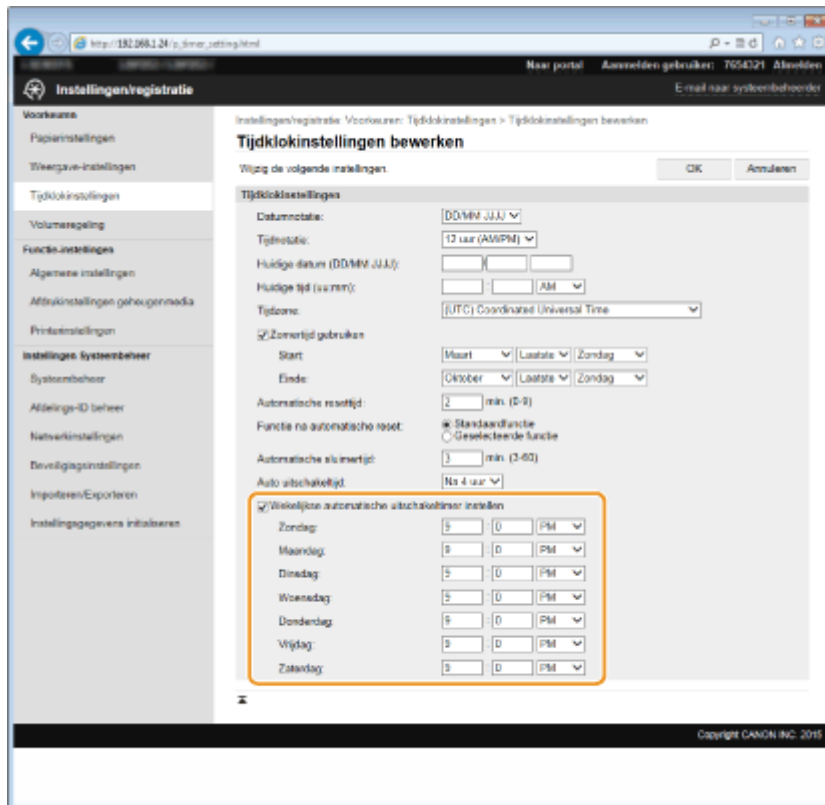 http://192.168.1.24/p_timer_setting.html
Naar portal Aanmelden gebruiker: 7654321 Afmelden
Instellingen/registratie
E-mail naar systeembeheerder
Voorkeuren
Papierinstellingen
Weergave-instellingen
Tijdklokinstellingen
Volumeregeling
Functie-instellingen
Algemene instellingen
Afdrukinstellingen geheugenmedia
Printerinstellingen
Instellingen Systeembeheer
Systeembeheer
Afdelings-ID beheer
Netwerkinstellingen
Beveiligingsinstellingen
Importeren/Exporteren
Instellingsgegevens initialiseren
Instellingen/registratie: Voorkeuren: Tijdklokinstellingen > Tijdklokinstellingen bewerken
Tijdklokinstellingen bewerken
Wijzig de volgende instellingen.
OK Annuleren
Tijdklokinstellingen
Datumnotatie: DD/MM JJJJ
Tijdnotatie: 12 uur (AM/PM)
Huidige datum (DD/MM JJJJ): /
Huidige tijd (uu:mm): : AM
Tijdzone: (UTC) Coordinated Universal Time
Zomertijd gebruiken
Start: Maart Laatste Zondag
Einde: Oktober Laatste Zondag
Automatische resettijd: 2 min. (0-9)
Functie na automatische reset: Standaardfunctie
Geselecteerde functie
Automatische sluimertijd: 3 min. (3-60)
Auto uitschakeltijd: Na 4 uur
Wekelijkse automatische uitschakeltimer instellen
Zondag: 9 : 0 PM
Maandag: 9 : 0 PM
Dinsdag: 9 : 0 PM
Woensdag: 9 : 0 PM
Donderdag: 9 : 0 PM
Vrijdag: 9 : 0 PM
Zaterdag: 9 : 0 PM
Copyright CANON INC. 2015